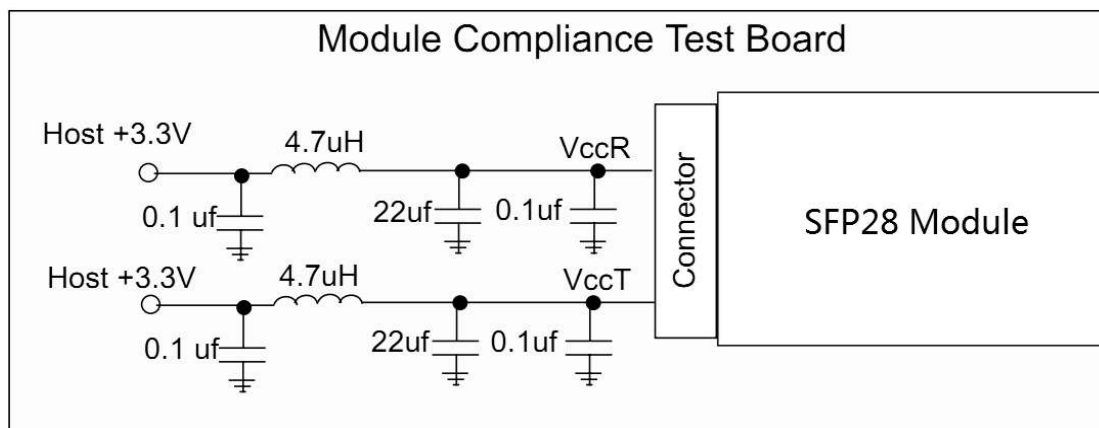 Module Compliance Test Board
Host +3.3V
4.7uH
VccR
0.1 uf
22uf
0.1uf
Connector
SFP28 Module
Host +3.3V
4.7uH
VccT
0.1 uf
22uf
0.1uf